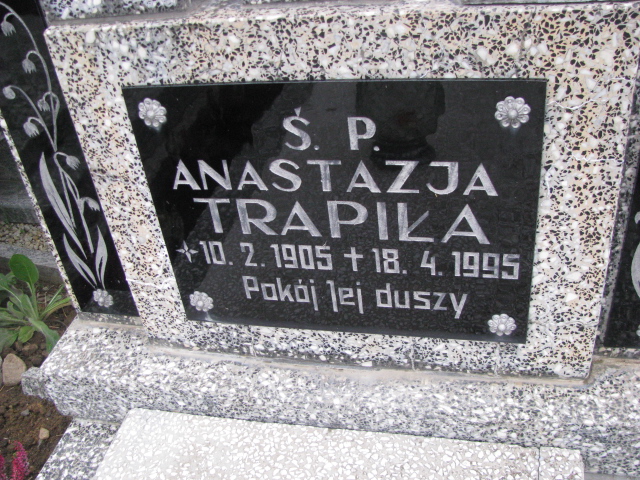 Ś. P.
ANASTAZJA
TRAPIŁA
✶10. 2. 1905 ✝ 18. 4. 1995
Pokój Jej duszy